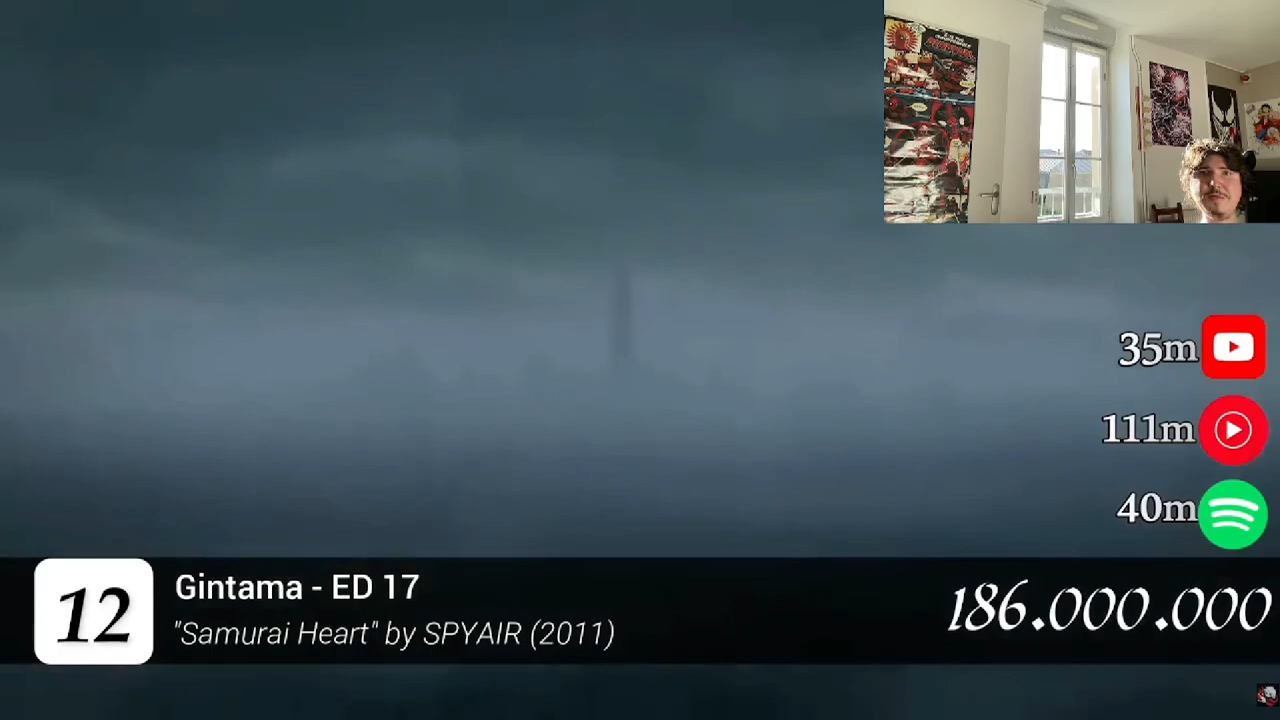 35m
111m
40m
12
Gintama - ED 17
"Samurai Heart" by SPYAIR (2011)
186.000.000